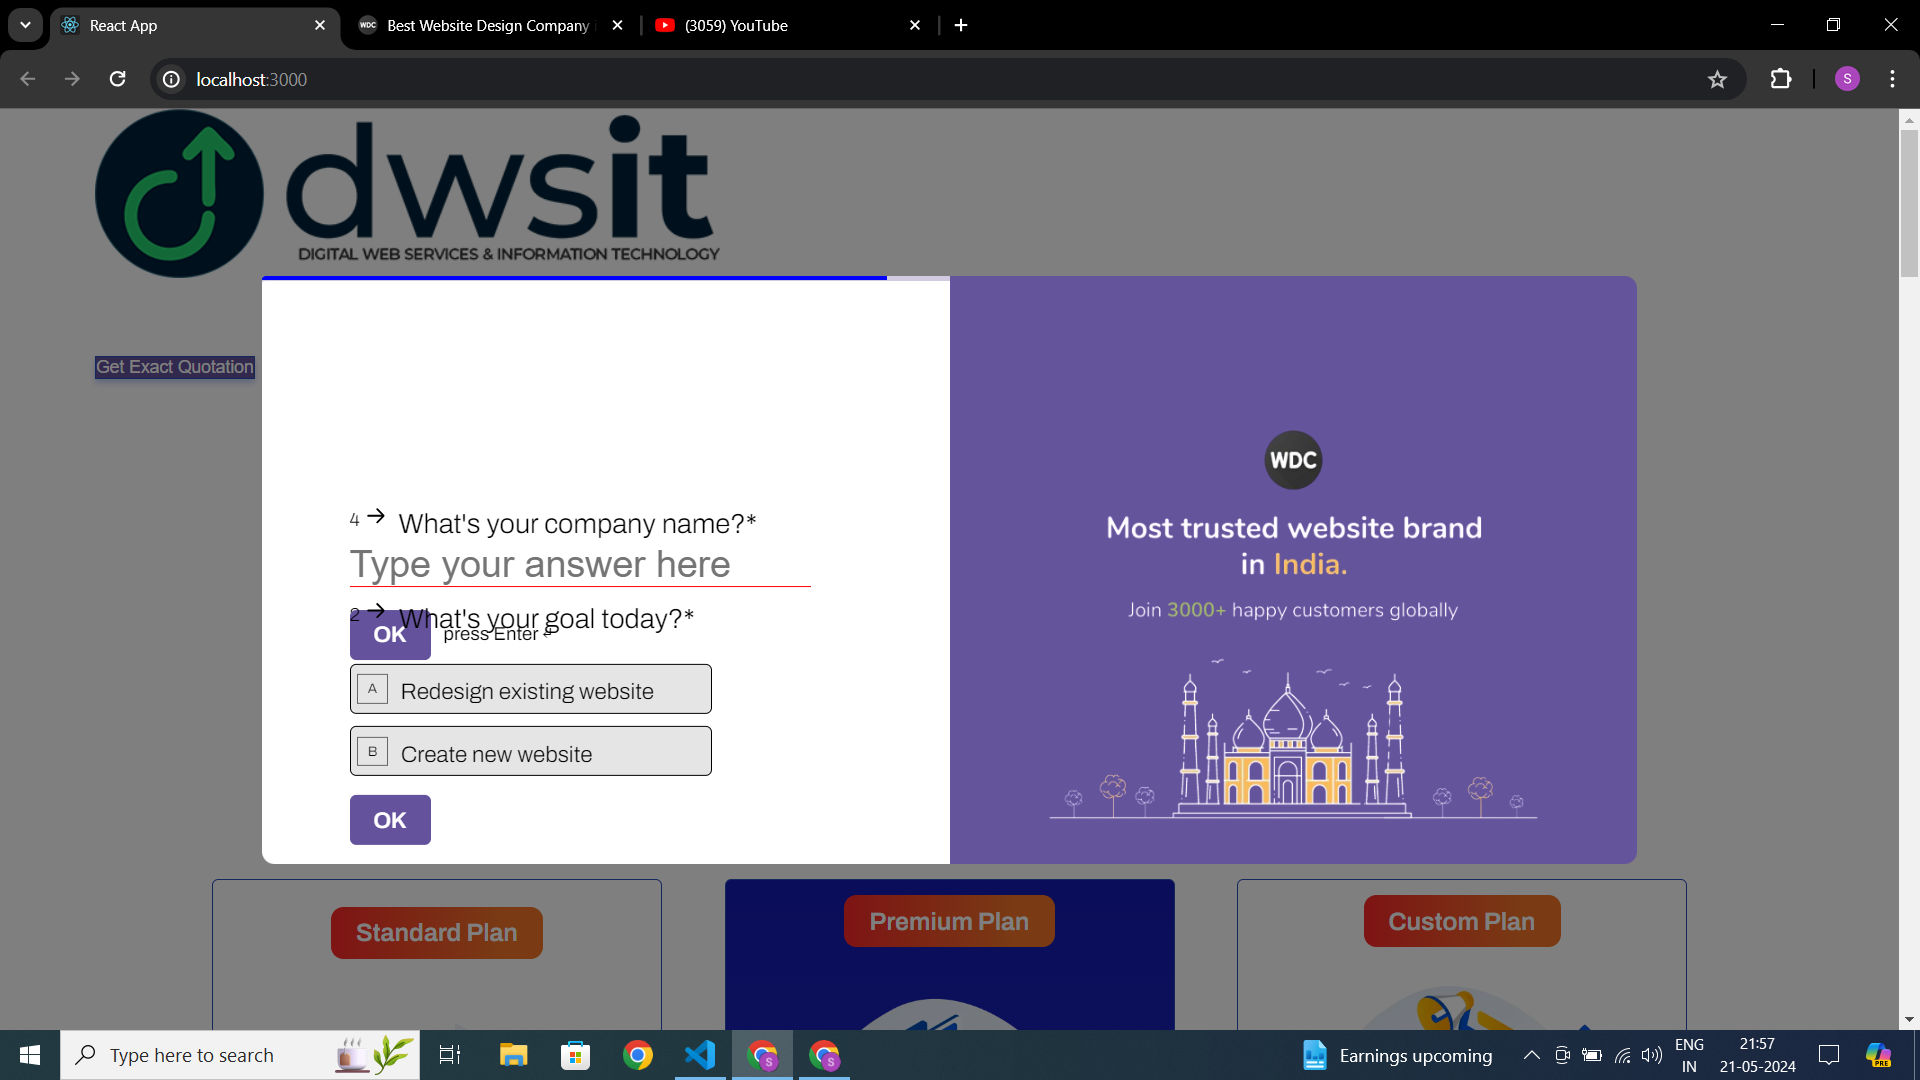 React App
Best Website Design Company
(3059) YouTube
localhost:3000
S
dwsit
DIGITAL WEB SERVICES & INFORMATION TECHNOLOGY
Get Exact Quotation
4 → What's your company name?*
Type your answer here
2 → What's your goal today?*
OK press Enter ↵
A Redesign existing website
B Create new website
OK
WDC
Most trusted website brand
in India.
Join 3000+ happy customers globally
Standard Plan
Premium Plan
Custom Plan
Type here to search
Earnings upcoming
ENG
IN
21:57
21-05-2024
PRE